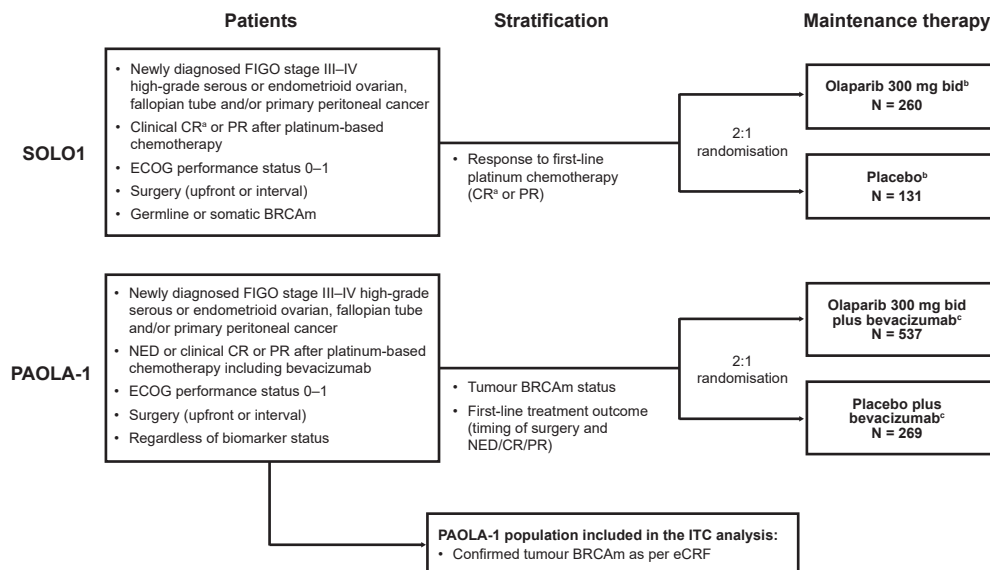 Patients
Stratification
Maintenance therapy
SOLO1
• Newly diagnosed FIGO stage III–IV
high-grade serous or endometrioid ovarian,
fallopian tube and/or primary peritoneal cancer
• Clinical CRᵃ or PR after platinum-based
chemotherapy
• ECOG performance status 0–1
• Surgery (upfront or interval)
• Germline or somatic BRCAm
• Response to first-line
platinum chemotherapy
(CRᵃ or PR)
2:1
randomisation
Olaparib 300 mg bidᵇ
N = 260
Placeboᵇ
N = 131
PAOLA-1
• Newly diagnosed FIGO stage III–IV high-grade
serous or endometrioid ovarian, fallopian tube
and/or primary peritoneal cancer
• NED or clinical CR or PR after platinum-based
chemotherapy including bevacizumab
• ECOG performance status 0–1
• Surgery (upfront or interval)
• Regardless of biomarker status
• Tumour BRCAm status
• First-line treatment outcome
(timing of surgery and
NED/CR/PR)
2:1
randomisation
Olaparib 300 mg bid
plus bevacizumabᶜ
N = 537
Placebo plus
bevacizumabᶜ
N = 269
PAOLA-1 population included in the ITC analysis:
• Confirmed tumour BRCAm as per eCRF